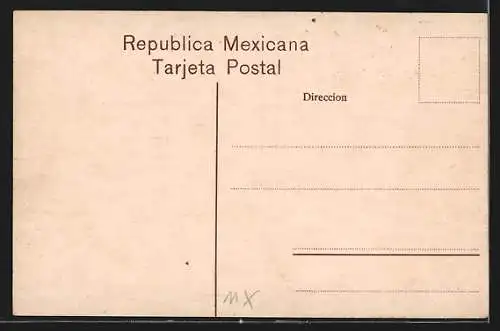 Republica Mexicana
Tarjeta Postal
Direccion
MX